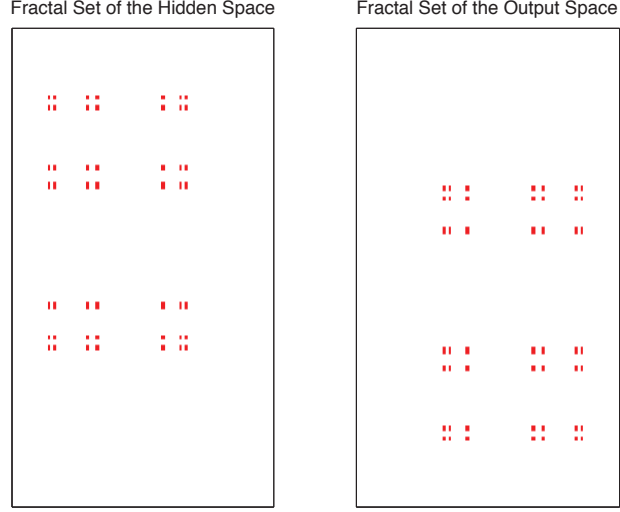 Fractal Set of the Hidden Space
Fractal Set of the Output Space